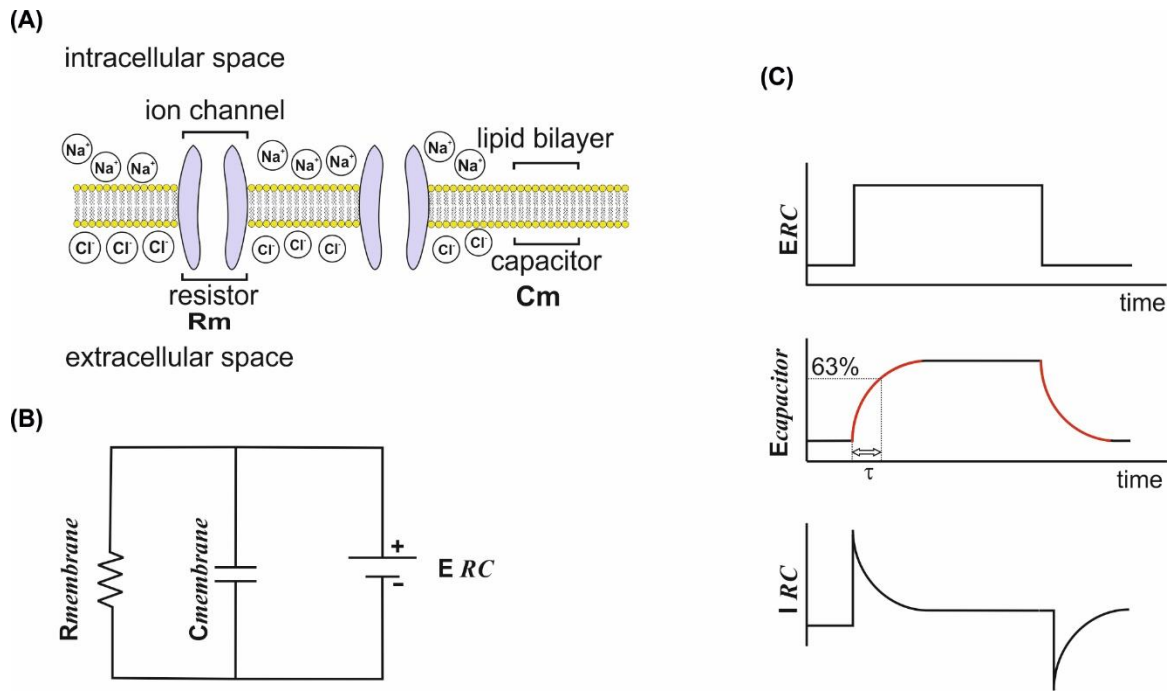 (A)
intracellular space
ion channel
lipid bilayer
Na⁺
Na⁺
Na⁺
Na⁺
Na⁺
Na⁺
Na⁺
Na⁺
Cl⁻
Cl⁻
Cl⁻
Cl⁻
Cl⁻
Cl⁻
Cl⁻
Cl⁻
resistor
Rm
capacitor
Cm
extracellular space
(B)
Rmembrane
Cmembrane
+
-
E RC
(C)
ERC
time
Ecapacitor
63%
τ
time
I RC